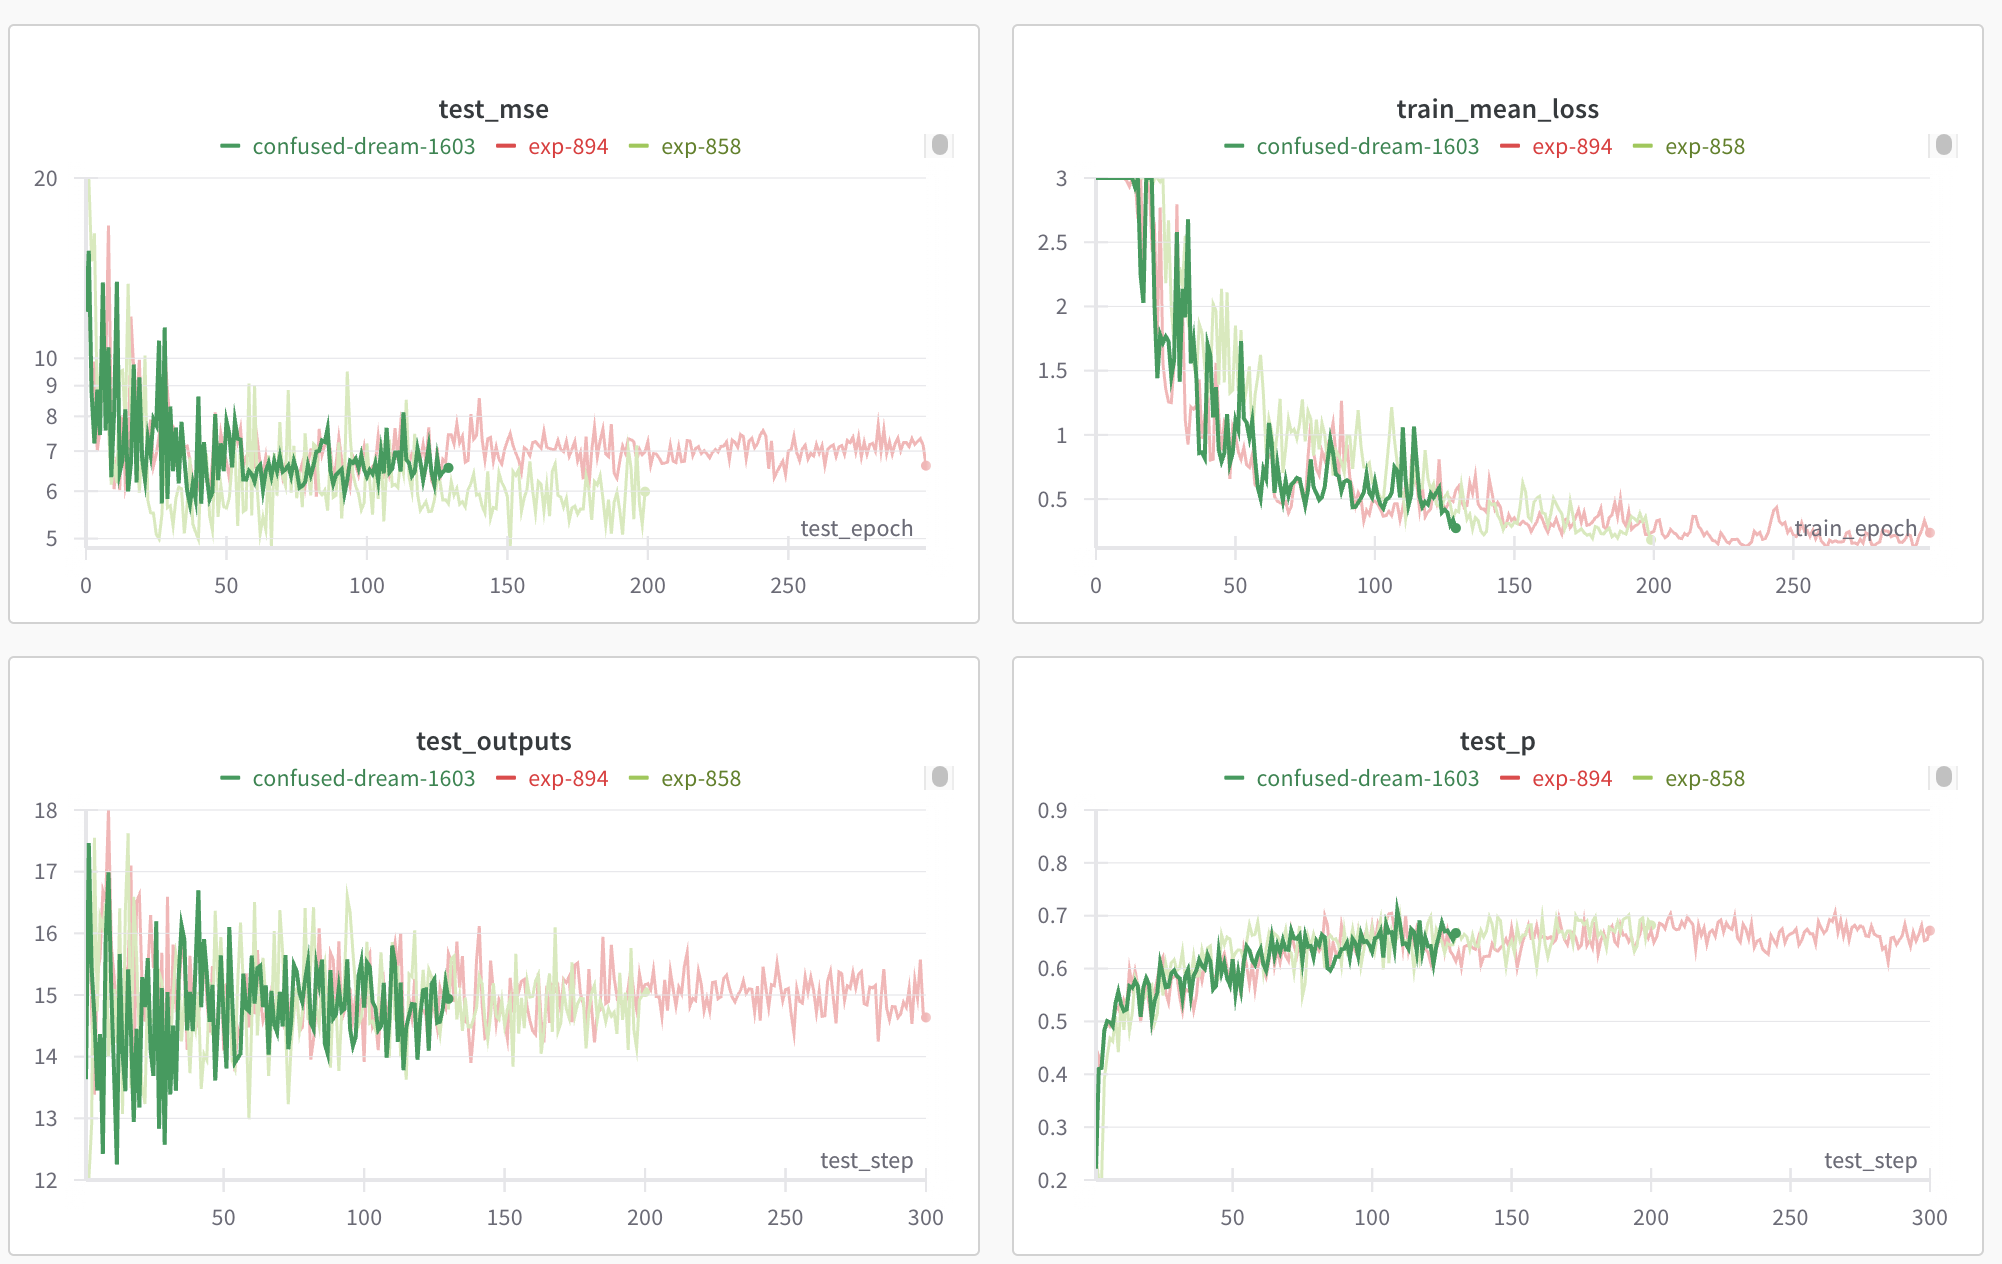 test_mse
confused-dream-1603 exp-894 exp-858
20
10
9
8
7
6
5
test_epoch
0 50 100 150 200 250
train_mean_loss
confused-dream-1603 exp-894 exp-858
3
2.5
2
1.5
1
0.5
train_epoch
0 50 100 150 200 250
test_outputs
confused-dream-1603 exp-894 exp-858
18
17
16
15
14
13
12
test_step
50 100 150 200 250 300
test_p
confused-dream-1603 exp-894 exp-858
0.9
0.8
0.7
0.6
0.5
0.4
0.3
0.2
test_step
50 100 150 200 250 300